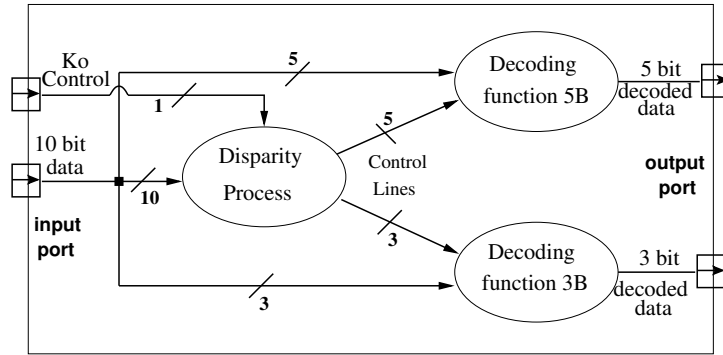 Ko
Control
1
5
Decoding
function 5B
5 bit
decoded
data
10 bit
data
10
Disparity
Process
5
Control
Lines
3
output
port
input
port
3
Decoding
function 3B
3 bit
decoded
data